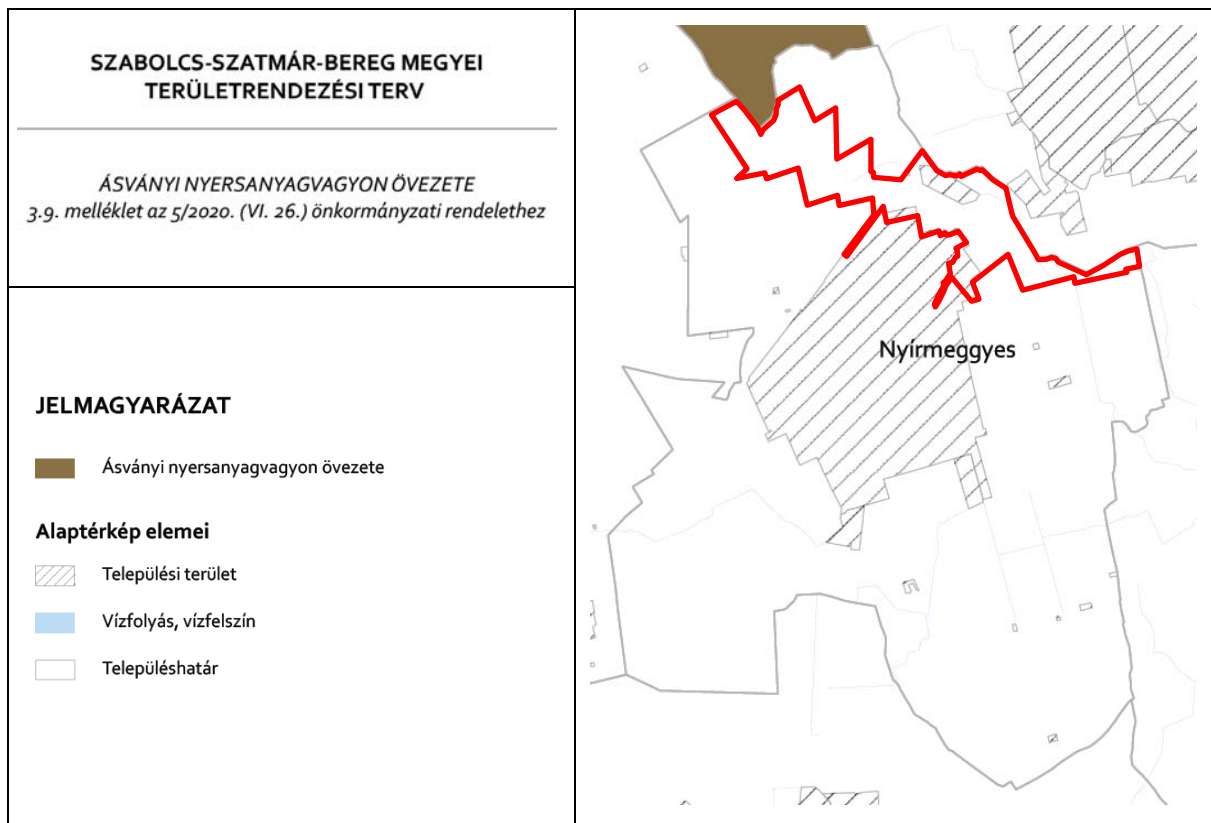 SZABOLCS-SZATMÁR-BEREG MEGYEI
TERÜLETRENDEZÉSI TERV
ÁSVÁNYI NYERSANYAGVAGYON ÖVEZETE
3.9. melléklet az 5/2020. (VI. 26.) önkormányzati rendelethez
JELMAGYARÁZAT
Ásványi nyersanyagvagyon övezete
Alaptérkép elemei
Települési terület
Vízfolyás, vízfelszín
Településhatár
Nyírmeggyes